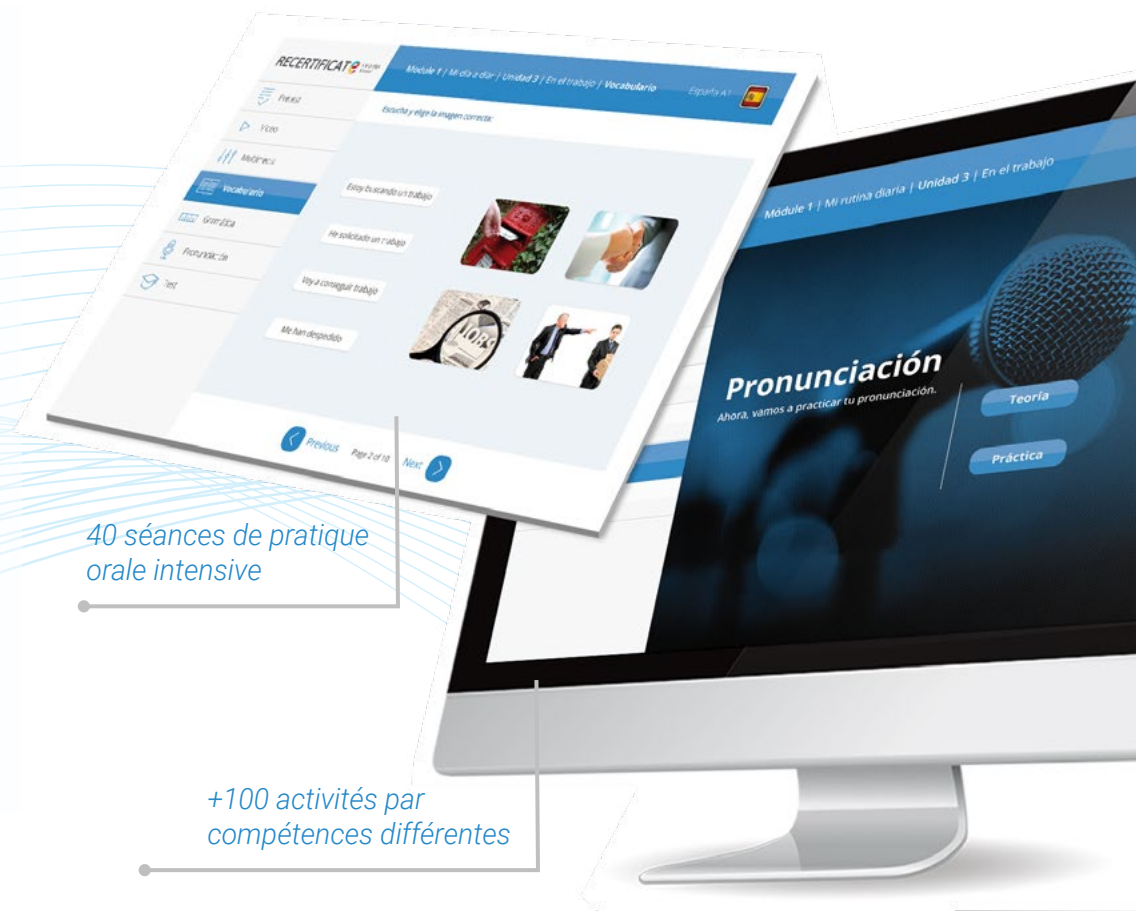 RECERTIFICAT
Module 1 | Mi día a diar | Unidad 3 | En el trabajo | Vocabulario
España A1
Escucha y elige la imagen correcta:
Pretest
Vídeo
Vocabulario
Gramática
Pronunciación
Test
Estoy buscando un trabajo
He solicitado un trabajo
Voy a conseguir trabajo
Me han despedido
JOBS
Previous Page 2 of 10 Next
Módule 1 | Mi rutina diaria | Unidad 3 | En el trabajo
Pronunciación
Ahora, vamos a practicar tu pronunciación.
Teoría
Práctica
40 séances de pratique
orale intensive
+100 activités par
compétences différentes